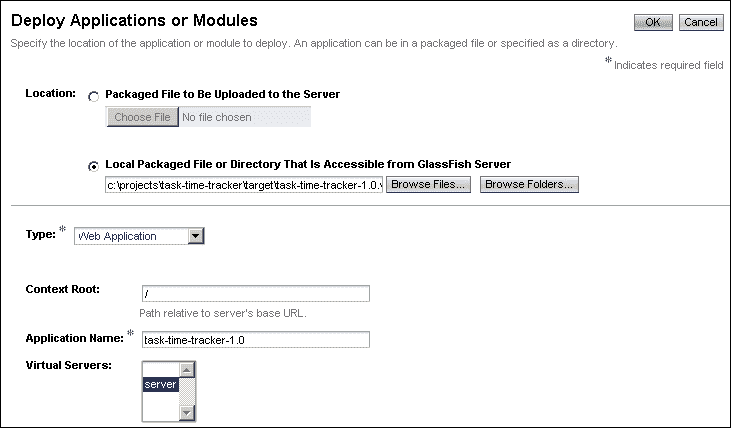 Deploy Applications or Modules
OK Cancel
Specify the location of the application or module to deploy. An application can be in a packaged file or specified as a directory.
* Indicates required field
Location: Packaged File to Be Uploaded to the Server
Choose File No file chosen
Local Packaged File or Directory That Is Accessible from GlassFish Server
c:\projects\task-time-tracker\target\task-time-tracker-1.0. Browse Files... Browse Folders...
Type: * Web Application
Context Root: /
Path relative to server's base URL.
Application Name: * task-time-tracker-1.0
Virtual Servers:
server